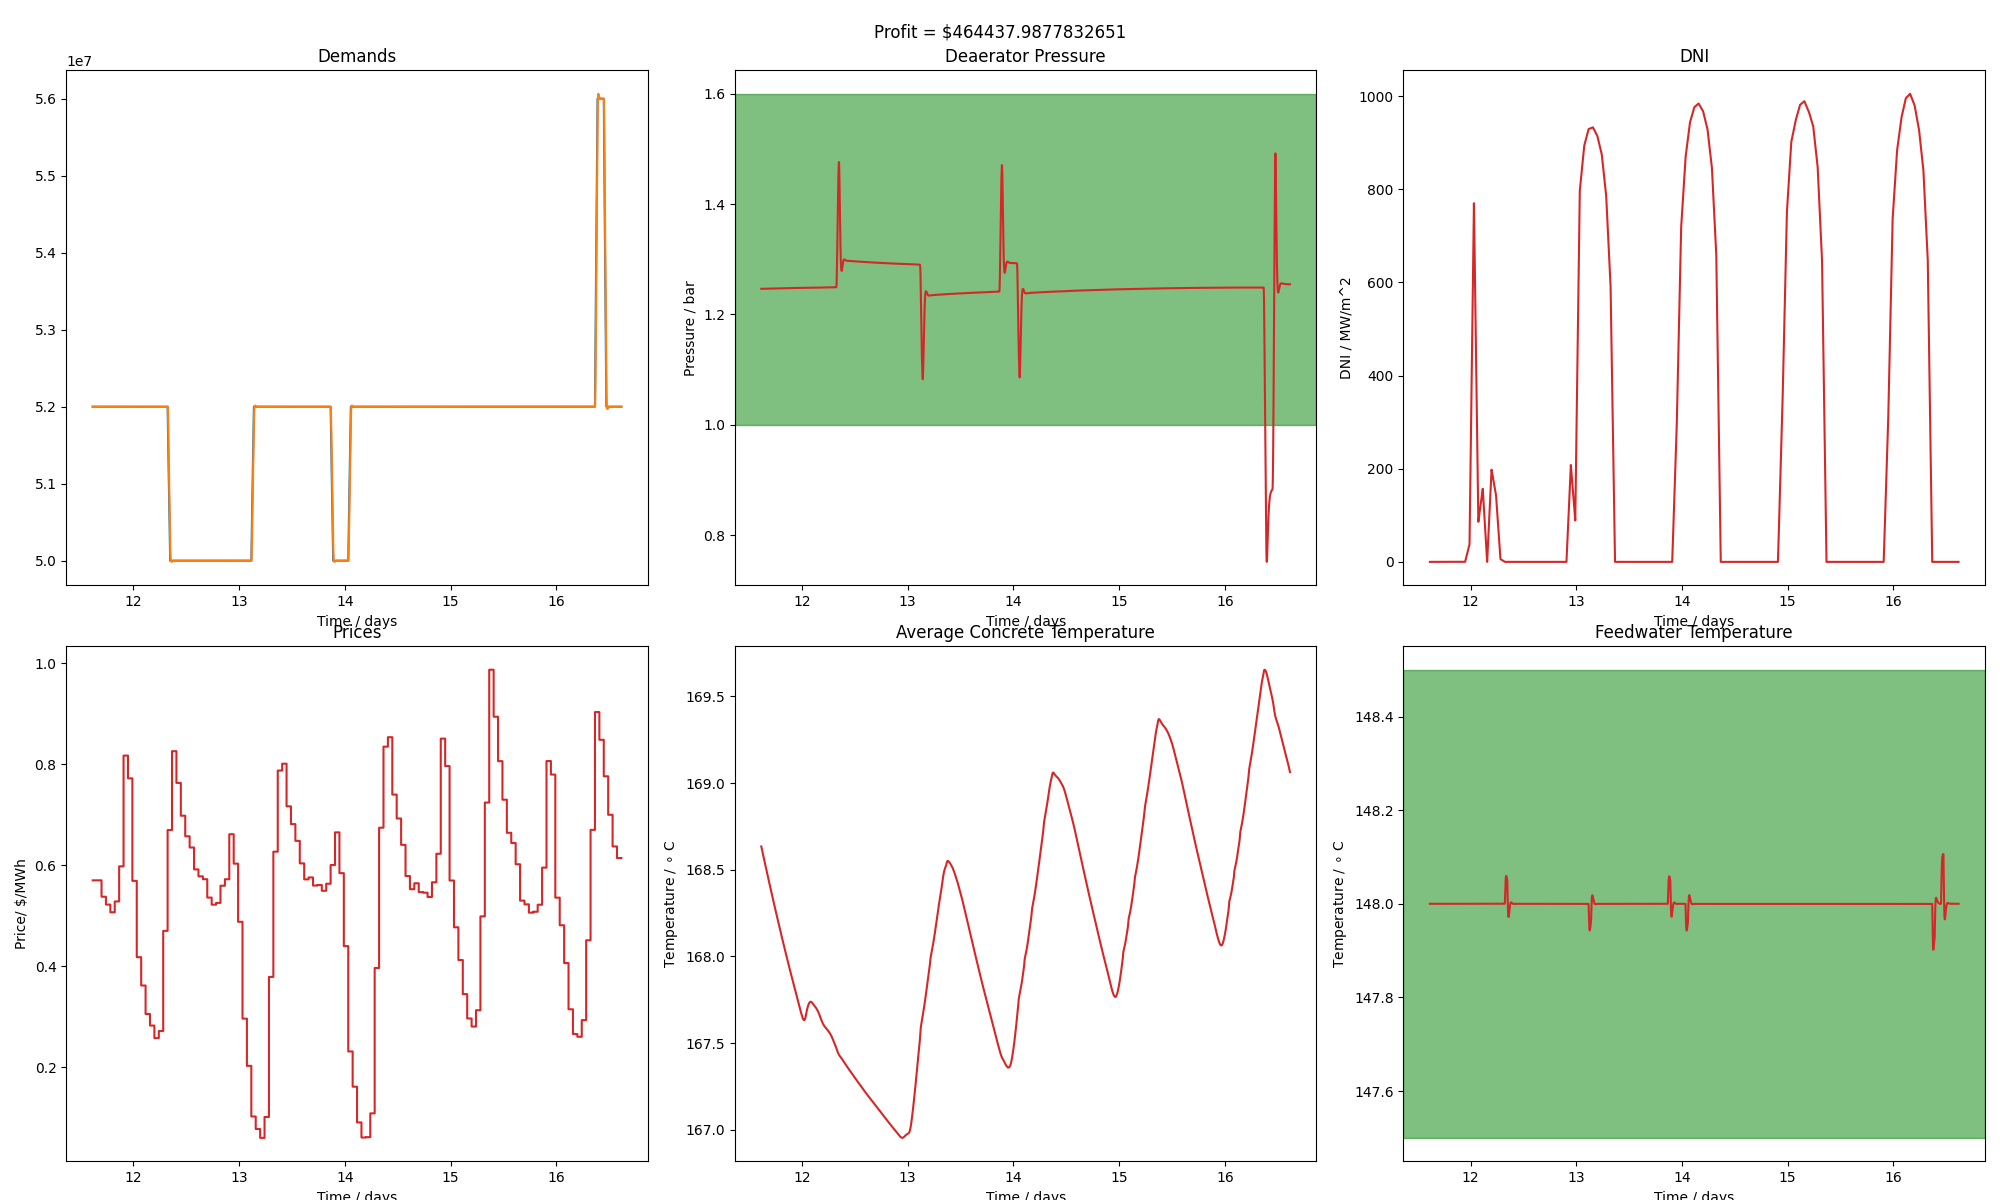 Profit = $464437.9877832651
Demands
1e7
5.6
5.5
5.4
5.3
5.2
5.1
5.0
12 13 14 15 16
Time / days
Deaerator Pressure
Pressure / bar
1.6
1.4
1.2
1.0
0.8
12 13 14 15 16
Time / days
DNI
DNI / MW/m^2
1000
800
600
400
200
0
12 13 14 15 16
Time / days
Prices
Price/ $/MWh
1.0
0.8
0.6
0.4
0.2
12 13 14 15 16
Time / days
Average Concrete Temperature
Temperature / ∘ C
169.5
169.0
168.5
168.0
167.5
167.0
12 13 14 15 16
Time / days
Feedwater Temperature
Temperature / ∘ C
148.4
148.2
148.0
147.8
147.6
12 13 14 15 16
Time / days